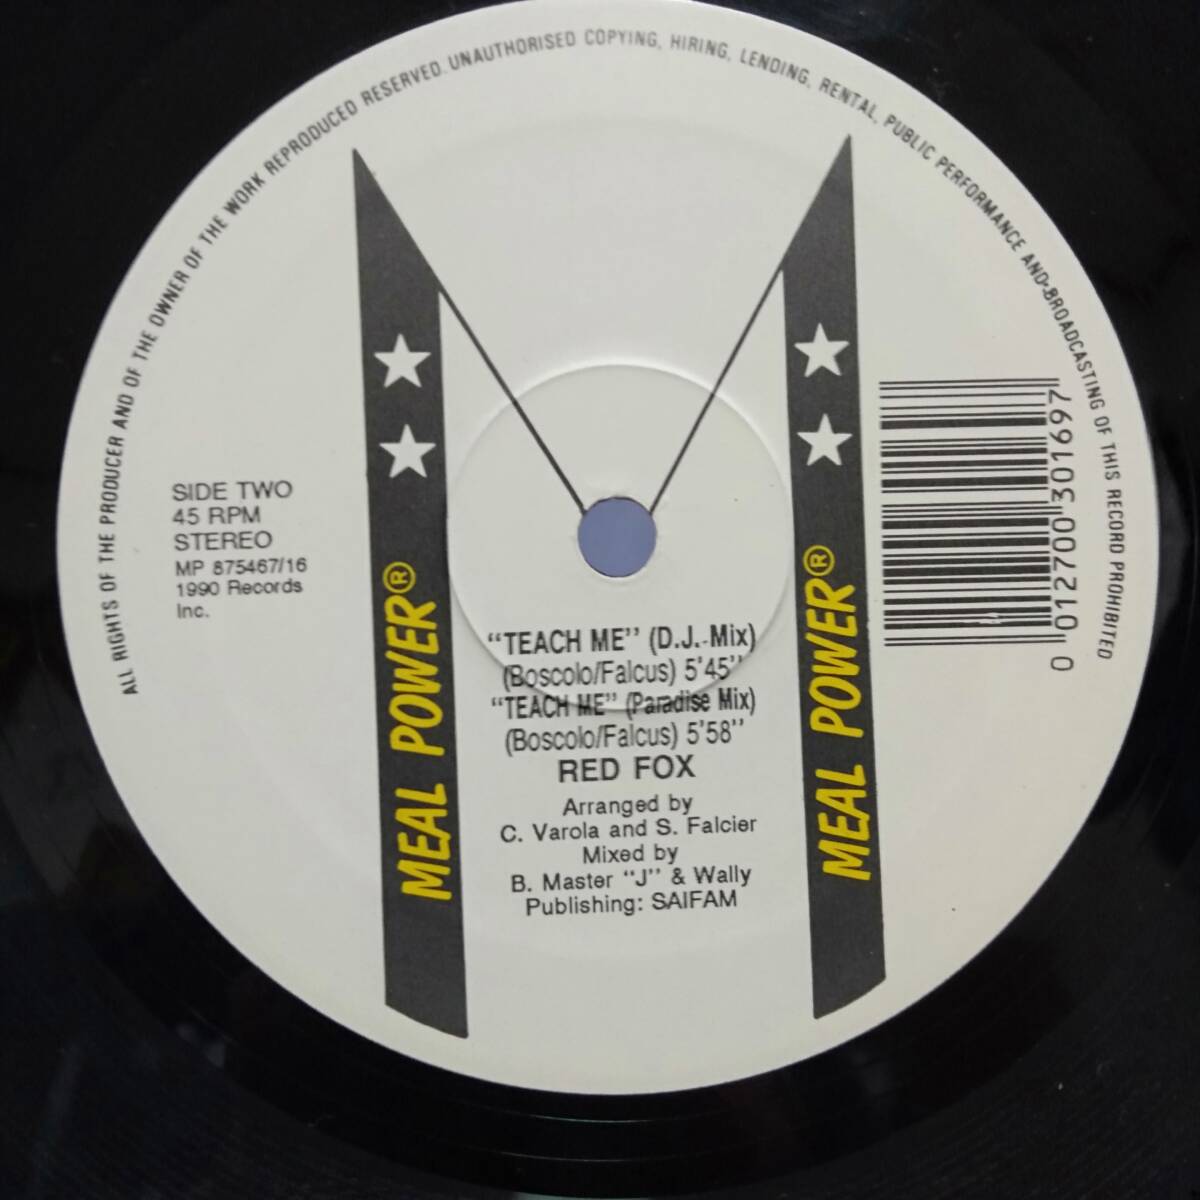 ALL RIGHTS OF THE PRODUCER AND OF THE OWNER OF THE WORK REPRODUCED RESERVED. UNAUTHORISED COPYING, HIRING, LENDING, RENTAL, PUBLIC PERFORMANCE AND BROADCASTING OF THIS RECORD PROHIBITED
SIDE TWO
45 RPM
STEREO
MP 875467/16
1990 Records
Inc.
MEAL POWER®
MEAL POWER®
0 012700 301697
"TEACH ME" (D.J.-Mix)
(Boscolo/Falcus) 5'45"
"TEACH ME" (Paradise Mix)
(Boscolo/Falcus) 5'58"
RED FOX
Arranged by
C. Varola and S. Falcier
Mixed by
B. Master "J" & Wally
Publishing: SAIFAM